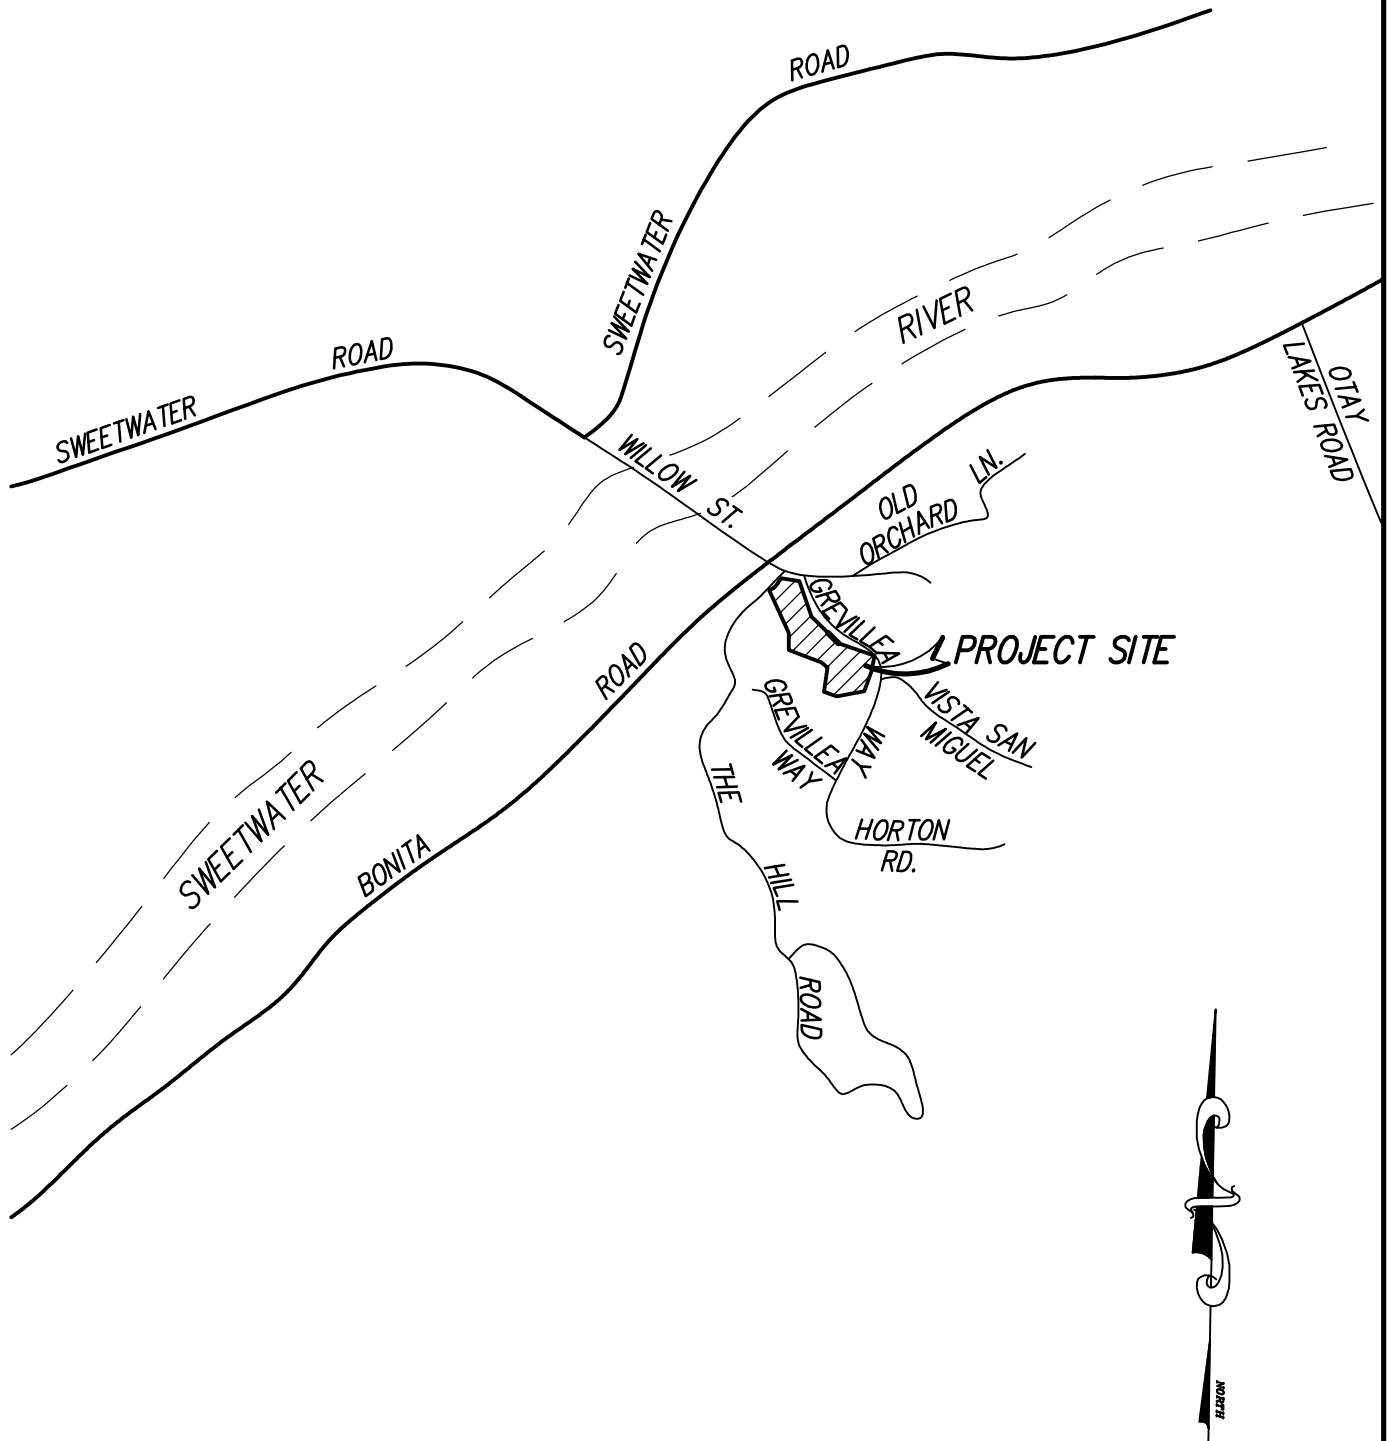 ROAD
SWEETWATER
RIVER
ROAD
SWEETWATER
OTAY
LAKES ROAD
WILLOW ST.
OLD
ORCHARD LN.
GREVILLEA
WAY
PROJECT SITE
ROAD
BONITA
SWEETWATER
GREVILLEA
WAY
VISTA SAN
MIGUEL
THE
HILL
ROAD
HORTON
RD.
NORTH